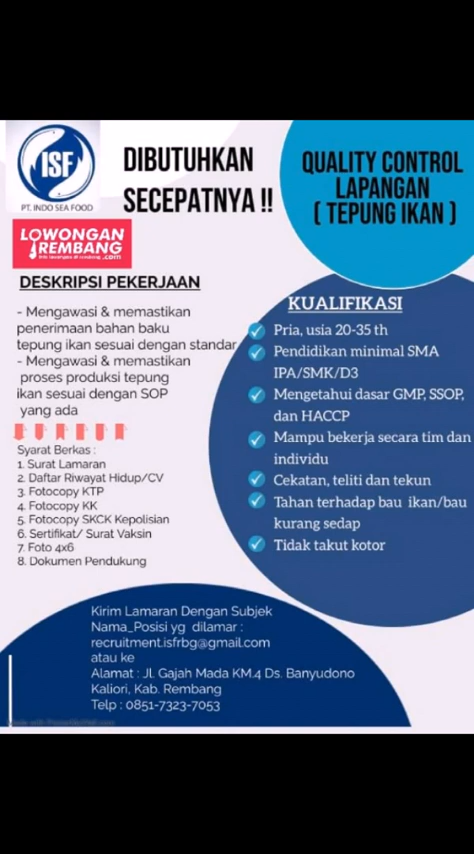 ISF
PT. INDO SEA FOOD
DIBUTUHKAN
SECEPATNYA !!
QUALITY CONTROL
LAPANGAN
( TEPUNG IKAN )
LOWONGAN
REMBANG
.com
DESKRIPSI PEKERJAAN
- Mengawasi & memastikan
penerimaan bahan baku
tepung ikan sesuai dengan standar
- Mengawasi & memastikan
proses produksi tepung
ikan sesuai dengan SOP
yang ada
Syarat Berkas :
1. Surat Lamaran
2. Daftar Riwayat Hidup/CV
3. Fotocopy KTP
4. Fotocopy KK
5. Fotocopy SKCK Kepolisian
6. Sertifikat/ Surat Vaksin
7. Foto 4x6
8. Dokumen Pendukung
KUALIFIKASI
Pria, usia 20-35 th
Pendidikan minimal SMA
IPA/SMK/D3
Mengetahui dasar GMP, SSOP,
dan HACCP
Mampu bekerja secara tim dan
individu
Cekatan, teliti dan tekun
Tahan terhadap bau ikan/bau
kurang sedap
Tidak takut kotor
Kirim Lamaran Dengan Subjek
Nama_Posisi yg dilamar :
recruitment.isfrbg@gmail.com
atau ke
Alamat : Jl. Gajah Mada KM.4 Ds. Banyudono
Kaliori, Kab. Rembang
Telp : 0851-7323-7053